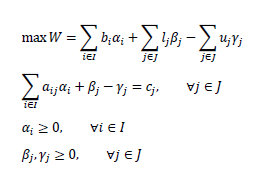 max W = ∑_{i∈I} b_i α_i + ∑_{j∈J} l_j β_j − ∑_{j∈J} u_j γ_j
∑_{i∈I} a_{ij} α_i + β_j − γ_j = c_j, ∀j ∈ J
α_i ≥ 0, ∀i ∈ I
β_j, γ_j ≥ 0, ∀j ∈ J